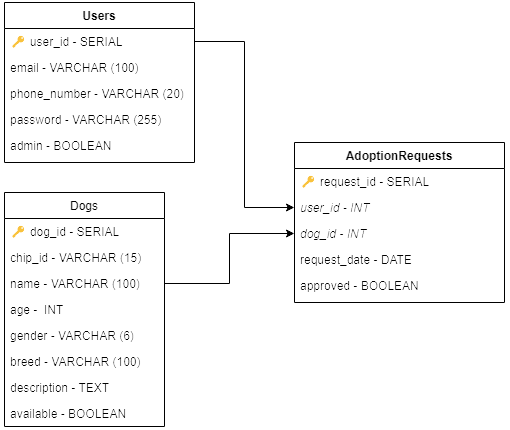 Users
user_id - SERIAL
email - VARCHAR (100)
phone_number - VARCHAR (20)
password - VARCHAR (255)
admin - BOOLEAN
Dogs
dog_id - SERIAL
chip_id - VARCHAR (15)
name - VARCHAR (100)
age - INT
gender - VARCHAR (6)
breed - VARCHAR (100)
description - TEXT
available - BOOLEAN
AdoptionRequests
request_id - SERIAL
user_id - INT
dog_id - INT
request_date - DATE
approved - BOOLEAN